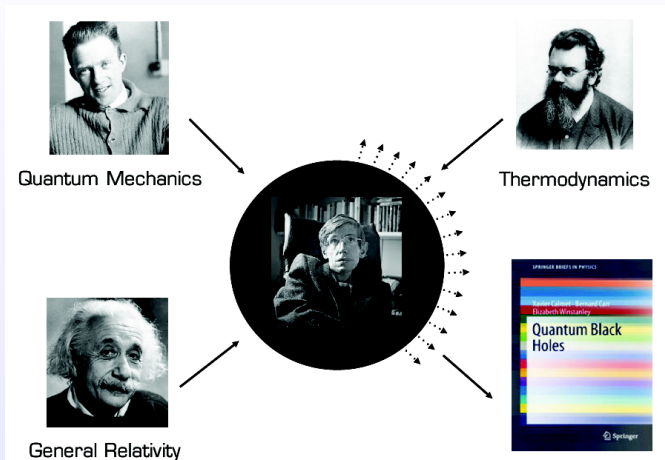 Quantum Mechanics
Thermodynamics
General Relativity
SPRINGER BRIEFS IN PHYSICS
Xavier Calmet · Bernard Carr
Elizabeth Winstanley
Quantum Black
Holes
Springer